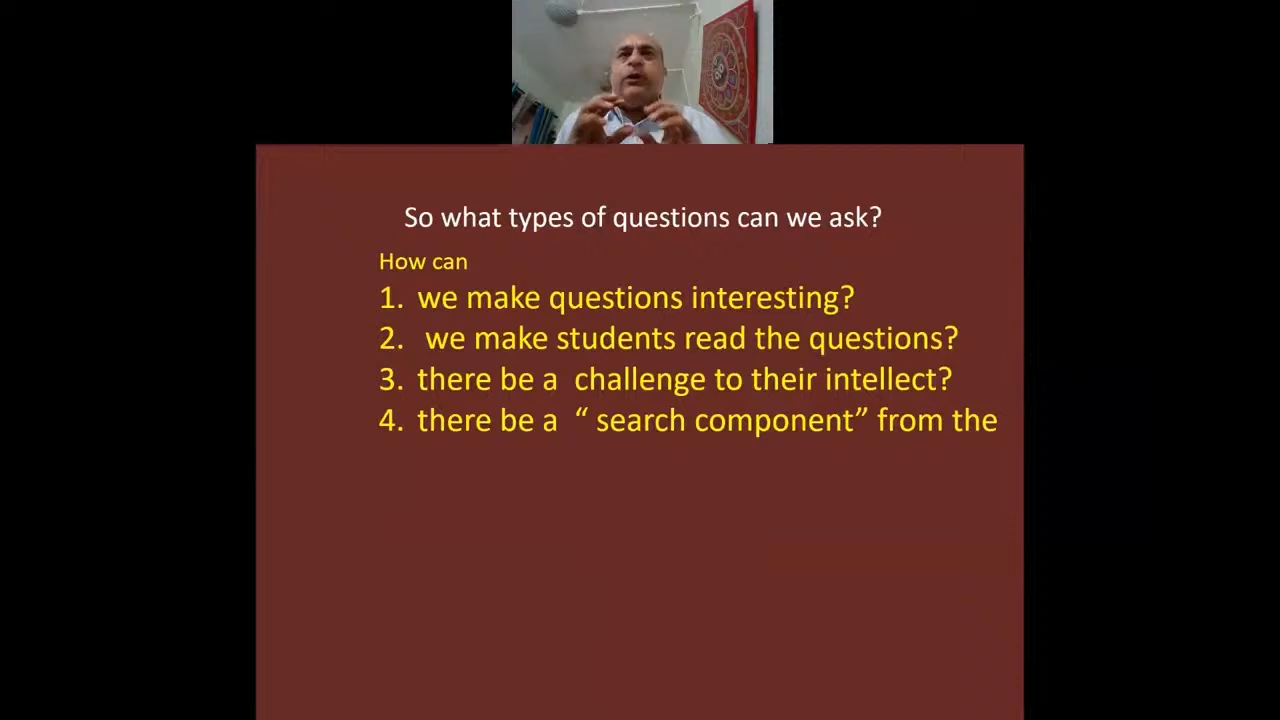 So what types of questions can we ask?
How can
1. we make questions interesting?
2. we make students read the questions?
3. there be a challenge to their intellect?
4. there be a “ search component” from the